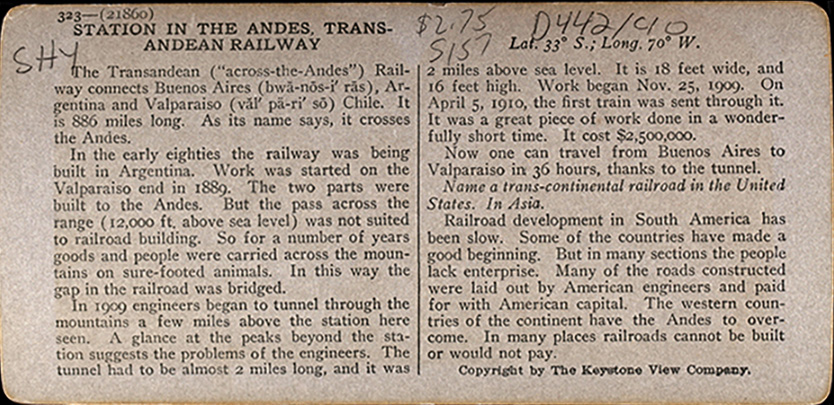 323—(21860)
STATION IN THE ANDES, TRANS-
ANDEAN RAILWAY
SHY
The Transandean ("across-the-Andes") Rail-
way connects Buenos Aires (bwā-nōs-ī′ rās), Ar-
gentina and Valparaiso (văl′ pä-rī′ sō) Chile. It
is 886 miles long. As its name says, it crosses
the Andes.
In the early eighties the railway was being
built in Argentina. Work was started on the
Valparaiso end in 1889. The two parts were
built to the Andes. But the pass across the
range (12,000 ft. above sea level) was not suited
to railroad building. So for a number of years
goods and people were carried across the moun-
tains on sure-footed animals. In this way the
gap in the railroad was bridged.
In 1909 engineers began to tunnel through the
mountains a few miles above the station here
seen. A glance at the peaks beyond the sta-
tion suggests the problems of the engineers. The
tunnel had to be almost 2 miles long, and it was
$2.75
D442/C10
S157
Lat. 33° S.; Long. 70° W.
2 miles above sea level. It is 18 feet wide, and
16 feet high. Work began Nov. 25, 1909. On
April 5, 1910, the first train was sent through it.
It was a great piece of work done in a wonder-
fully short time. It cost $2,500,000.
Now one can travel from Buenos Aires to
Valparaiso in 36 hours, thanks to the tunnel.
Name a trans-continental railroad in the United
States. In Asia.
Railroad development in South America has
been slow. Some of the countries have made a
good beginning. But in many sections the people
lack enterprise. Many of the roads constructed
were laid out by American engineers and paid
for with American capital. The western coun-
tries of the continent have the Andes to over-
come. In many places railroads cannot be built
or would not pay.
Copyright by The Keystone View Company.